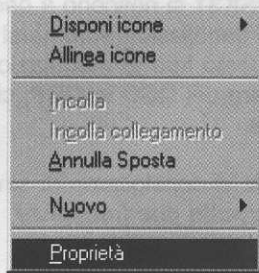 Disponi icone
Allinea icone
Incolla
Incolla collegamento
Annulla Sposta
Nuovo
Proprietà